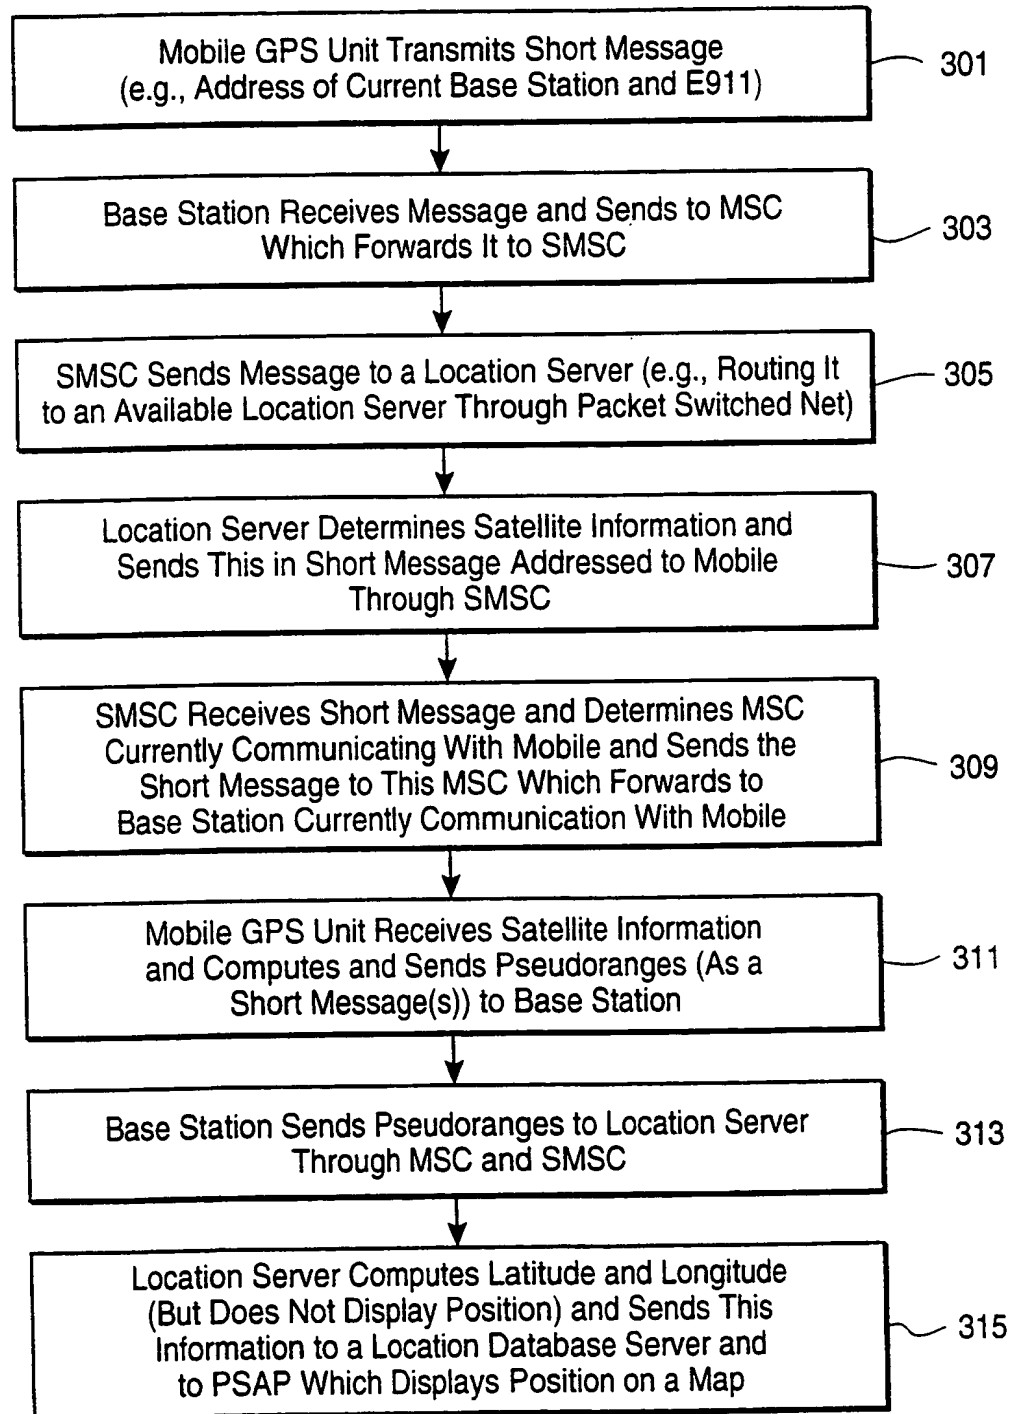 Mobile GPS Unit Transmits Short Message
(e.g., Address of Current Base Station and E911)
301
Base Station Receives Message and Sends to MSC
Which Forwards It to SMSC
303
SMSC Sends Message to a Location Server (e.g., Routing It
to an Available Location Server Through Packet Switched Net)
305
Location Server Determines Satellite Information and
Sends This in Short Message Addressed to Mobile
Through SMSC
307
SMSC Receives Short Message and Determines MSC
Currently Communicating With Mobile and Sends the
Short Message to This MSC Which Forwards to
Base Station Currently Communication With Mobile
309
Mobile GPS Unit Receives Satellite Information
and Computes and Sends Pseudoranges (As a
Short Message(s)) to Base Station
311
Base Station Sends Pseudoranges to Location Server
Through MSC and SMSC
313
Location Server Computes Latitude and Longitude
(But Does Not Display Position) and Sends This
Information to a Location Database Server and
to PSAP Which Displays Position on a Map
315